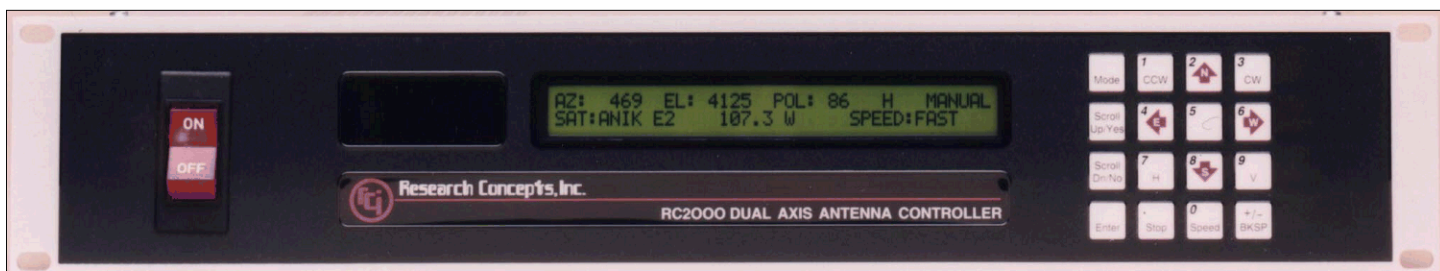 ON
OFF
AZ: 469 EL: 4125 POL: 86 H MANUAL
SAT:ANIK E2 107.3 W SPEED:FAST
rci
Research Concepts, Inc.
RC2000 DUAL AXIS ANTENNA CONTROLLER
Mode
1 CCW
2 N
3 CW
Scroll Up/Yes
4 E
5
6 W
Scroll Dn/No
7 H
8 S
9 V
Enter
. Stop
0 Speed
+/- BKSP